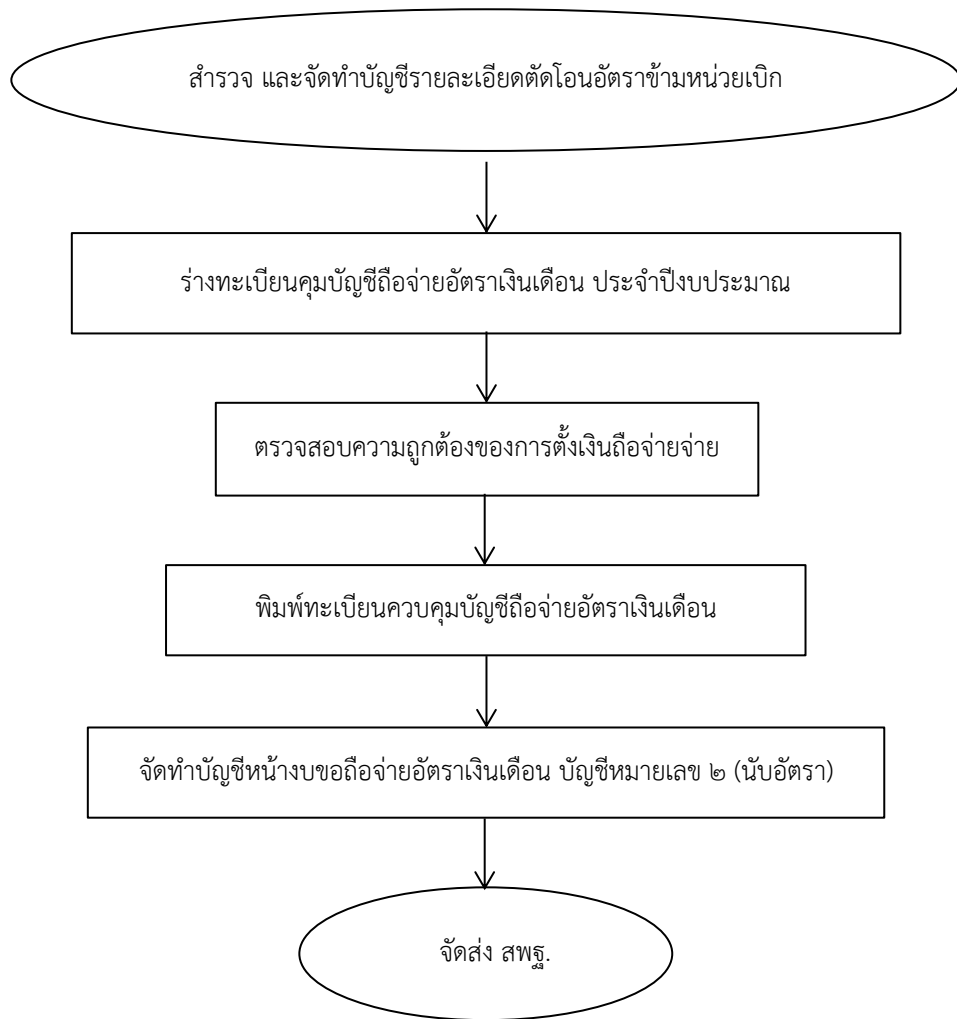 สำรวจ และจัดทำบัญชีรายละเอียดตัดโอนอัตราข้ามหน่วยเบิก
ร่างทะเบียนคุมบัญชีถือจ่ายอัตราเงินเดือน ประจำปีงบประมาณ
ตรวจสอบความถูกต้องของการตั้งเงินถือจ่ายจ่าย
พิมพ์ทะเบียนควบคุมบัญชีถือจ่ายอัตราเงินเดือน
จัดทำบัญชีหน้างบขอถือจ่ายอัตราเงินเดือน บัญชีหมายเลข ๒ (นับอัตรา)
จัดส่ง สพฐ.